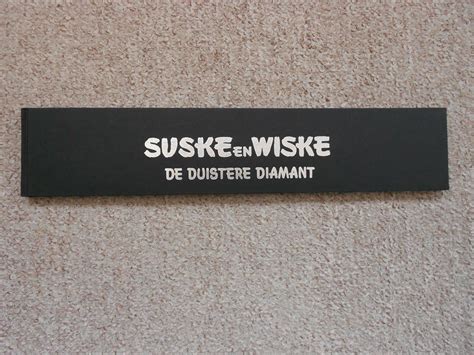 SUSKE EN WISKE
DE DUISTERE DIAMANT